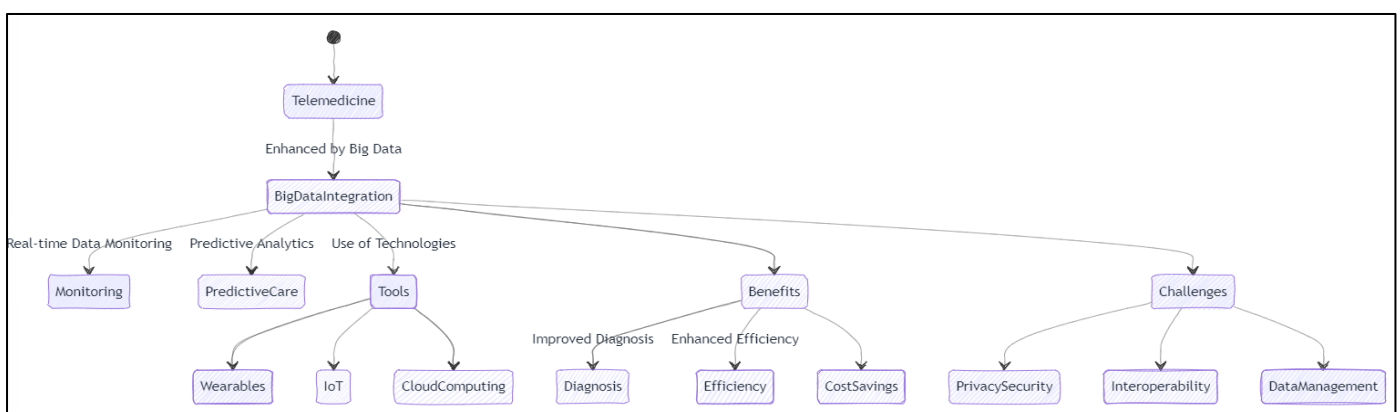 Telemedicine
Enhanced by Big Data
BigDataIntegration
Real-time Data Monitoring
Predictive Analytics
Use of Technologies
Monitoring
PredictiveCare
Tools
Benefits
Challenges
Improved Diagnosis
Enhanced Efficiency
Wearables
IoT
CloudComputing
Diagnosis
Efficiency
CostSavings
PrivacySecurity
Interoperability
DataManagement